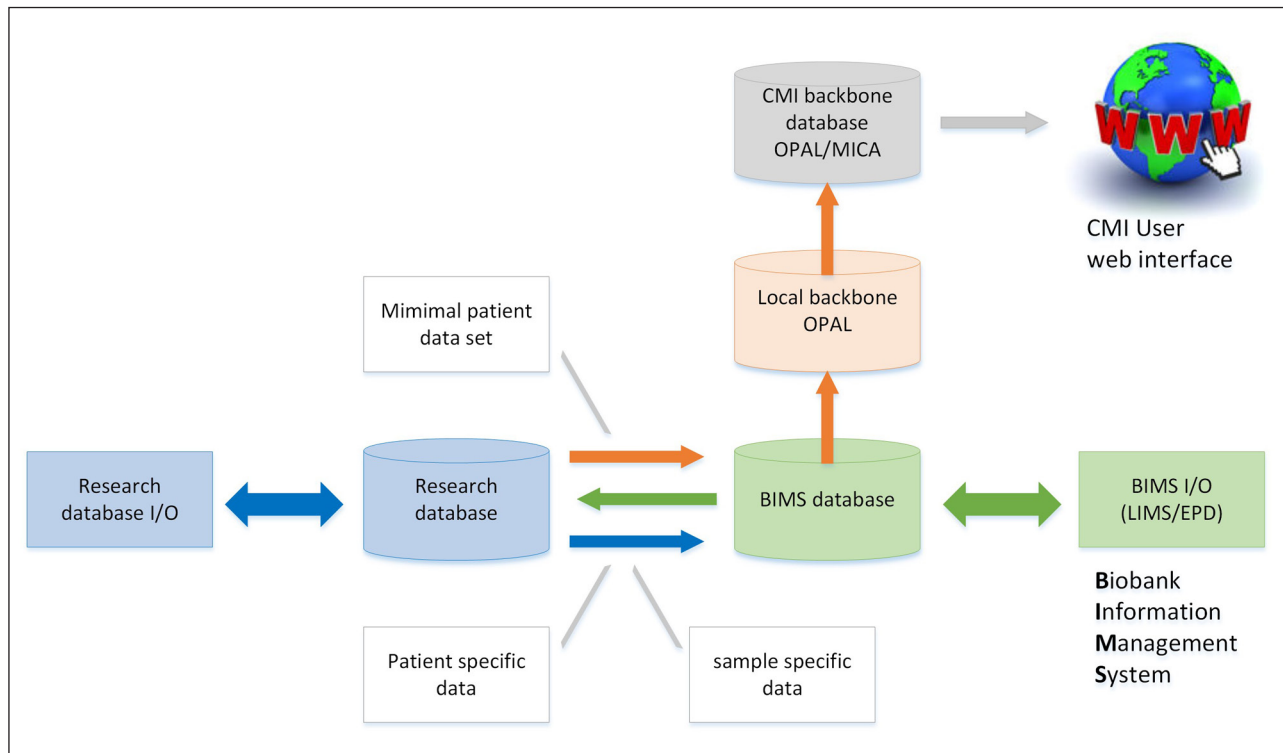 CMI backbone
database
OPAL/MICA
WWW
CMI User
web interface
Local backbone
OPAL
Mimimal patient
data set
Research
database I/O
Research
database
BIMS database
BIMS I/O
(LIMS/EPD)
Biobank
Information
Management
System
Patient specific
data
sample specific
data